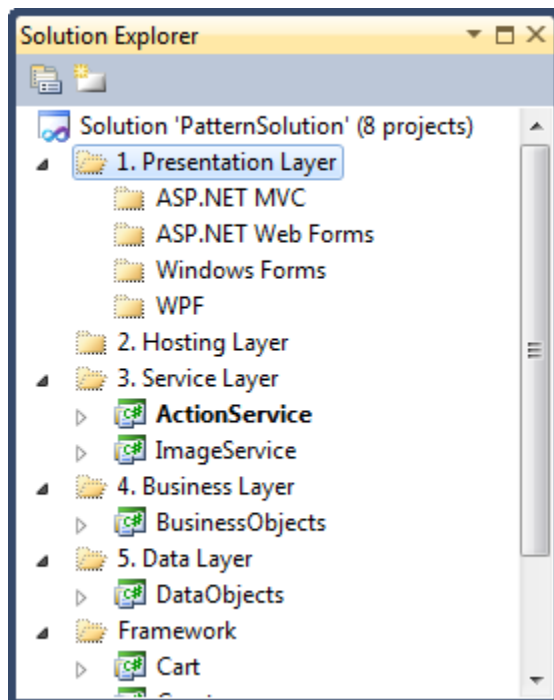 Solution Explorer
Solution 'PatternSolution' (8 projects)
1. Presentation Layer
ASP.NET MVC
ASP.NET Web Forms
Windows Forms
WPF
2. Hosting Layer
3. Service Layer
ActionService
ImageService
4. Business Layer
BusinessObjects
5. Data Layer
DataObjects
Framework
Cart